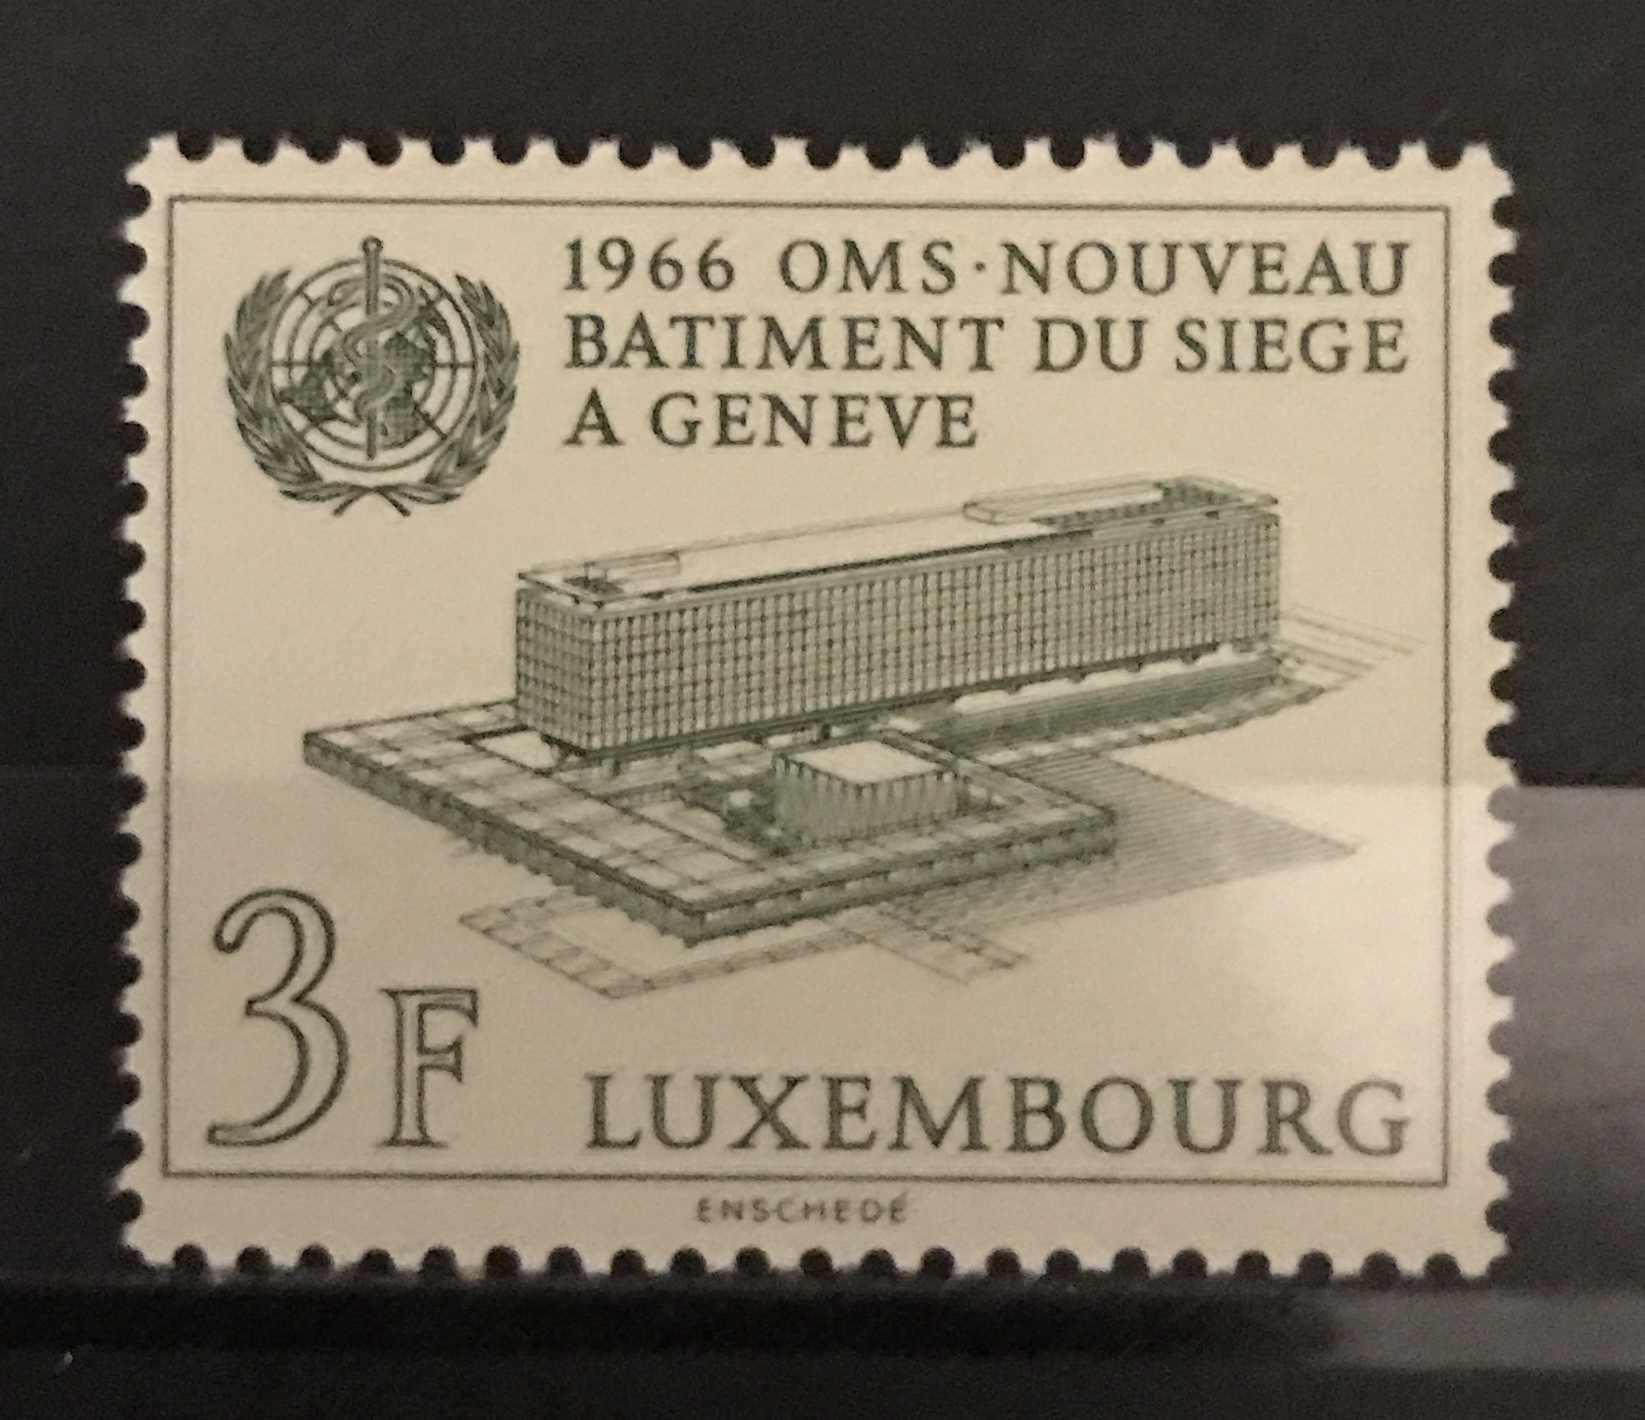 1966 OMS·NOUVEAU
BATIMENT DU SIEGE
A GENEVE
3F
LUXEMBOURG
ENSCHEDÉ